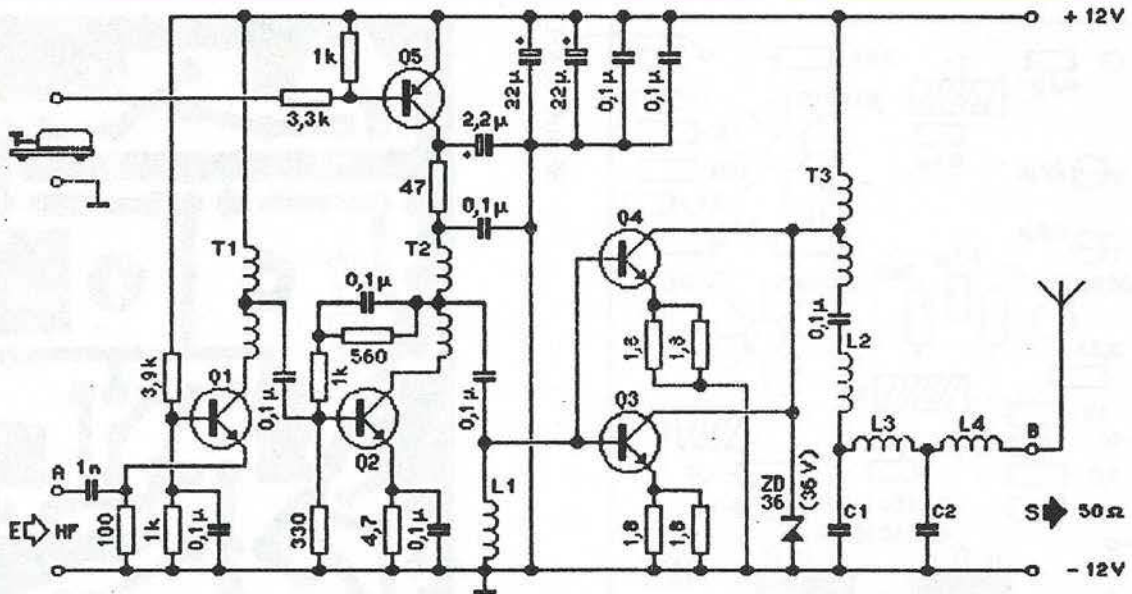 + 12V
1k
Q5
22µ
22µ
0,1µ
0,1µ
3,3k
2,2µ
+
+
+
47
0,1µ
T3
Q4
T1
T2
0,1µ
0,1µ
560
L2
3,9k
1k
1,8
1,8
Q1
0,1µ
0,1µ
Q3
L3
L4
B
Q2
A
1n
L1
ZD
36
(36V)
E
HF
100
1k
0,1µ
330
4,7
0,1µ
1,8
1,8
C1
C2
S
50Ω
- 12V